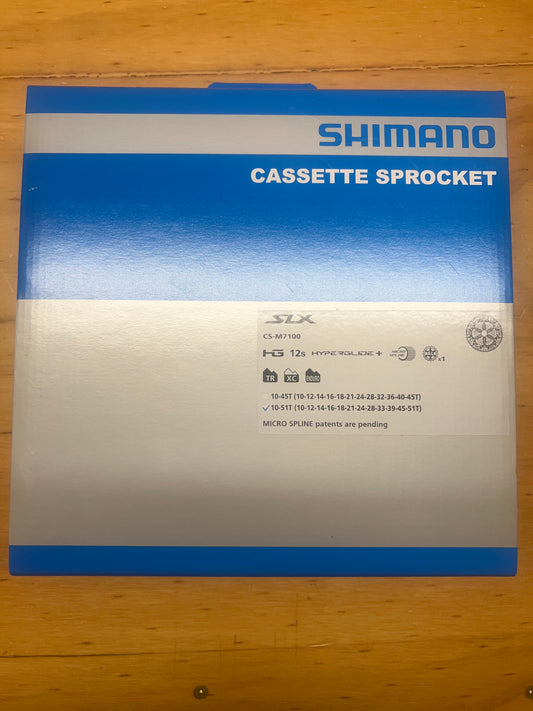 SHIMANO
CASSETTE SPROCKET
SLX
CS-M7100
HG 12s HYPERGLIDE+ x1
TR XC ENDURO
10-45T (10-12-14-16-18-21-24-28-32-36-40-45T)
✓ 10-51T (10-12-14-16-18-21-24-28-33-39-45-51T)
MICRO SPLINE patents are pending